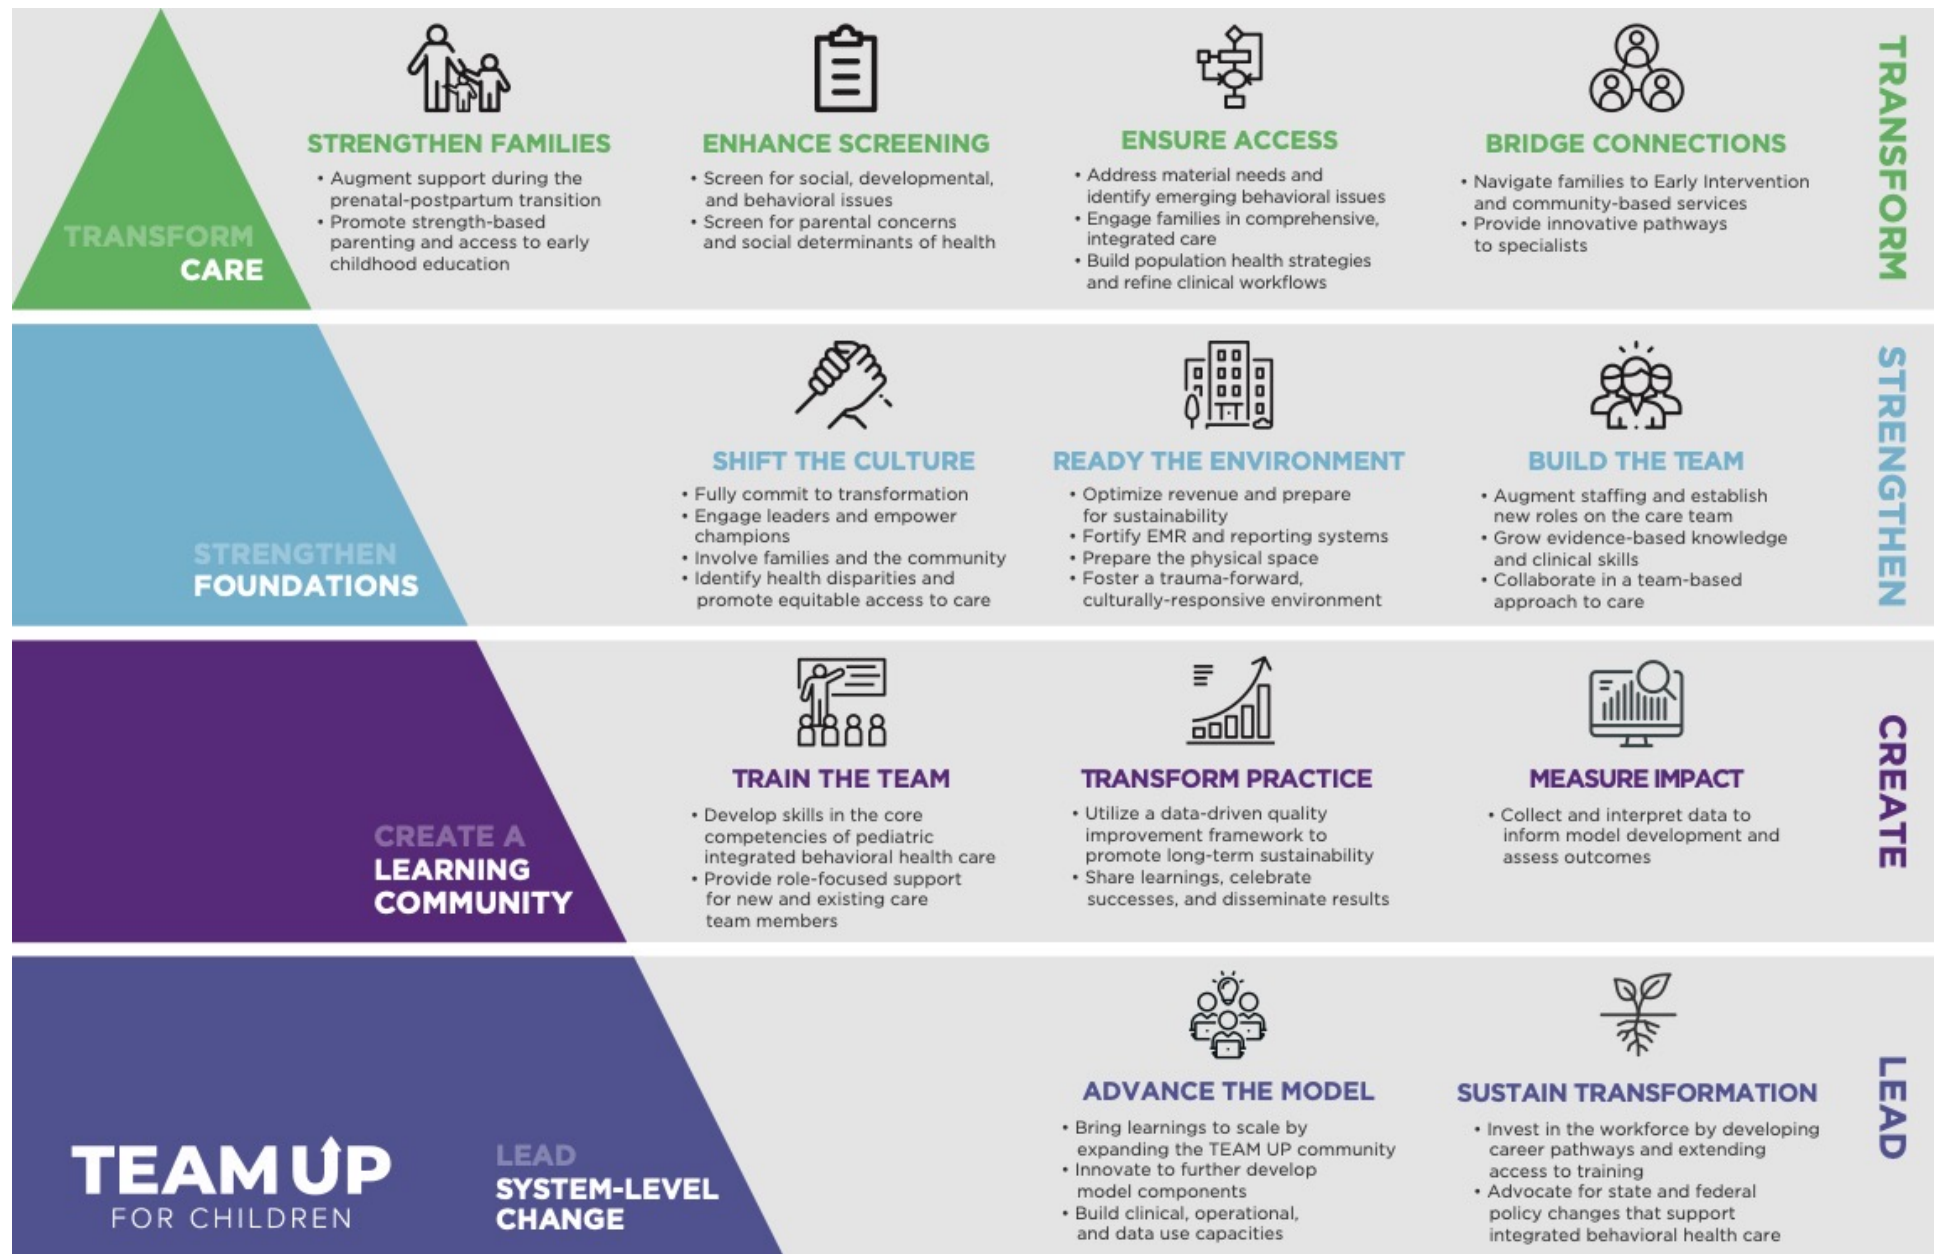 TRANSFORM
CARE
STRENGTHEN FAMILIES
• Augment support during the
prenatal-postpartum transition
• Promote strength-based
parenting and access to early
childhood education
ENHANCE SCREENING
• Screen for social, developmental,
and behavioral issues
• Screen for parental concerns
and social determinants of health
ENSURE ACCESS
• Address material needs and
identify emerging behavioral issues
• Engage families in comprehensive,
integrated care
• Build population health strategies
and refine clinical workflows
BRIDGE CONNECTIONS
• Navigate families to Early Intervention
and community-based services
• Provide innovative pathways
to specialists
TRANSFORM
STRENGTHEN
FOUNDATIONS
SHIFT THE CULTURE
• Fully commit to transformation
• Engage leaders and empower
champions
• Involve families and the community
• Identify health disparities and
promote equitable access to care
READY THE ENVIRONMENT
• Optimize revenue and prepare
for sustainability
• Fortify EMR and reporting systems
• Prepare the physical space
• Foster a trauma-forward,
culturally-responsive environment
BUILD THE TEAM
• Augment staffing and establish
new roles on the care team
• Grow evidence-based knowledge
and clinical skills
• Collaborate in a team-based
approach to care
STRENGTHEN
CREATE A
LEARNING
COMMUNITY
TRAIN THE TEAM
• Develop skills in the core
competencies of pediatric
integrated behavioral health care
• Provide role-focused support
for new and existing care
team members
TRANSFORM PRACTICE
• Utilize a data-driven quality
improvement framework to
promote long-term sustainability
• Share learnings, celebrate
successes, and disseminate results
MEASURE IMPACT
• Collect and interpret data to
inform model development and
assess outcomes
CREATE
TEAM UP
FOR CHILDREN
LEAD
SYSTEM-LEVEL
CHANGE
ADVANCE THE MODEL
• Bring learnings to scale by
expanding the TEAM UP community
• Innovate to further develop
model components
• Build clinical, operational,
and data use capacities
SUSTAIN TRANSFORMATION
• Invest in the workforce by developing
career pathways and extending
access to training
• Advocate for state and federal
policy changes that support
integrated behavioral health care
LEAD